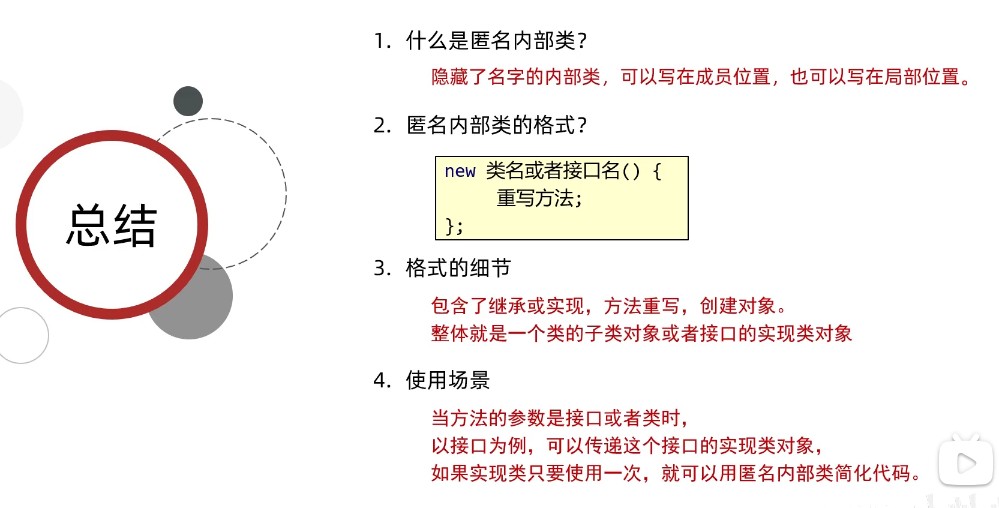 总结
1. 什么是匿名内部类?
隐藏了名字的内部类，可以写在成员位置，也可以写在局部位置。
2. 匿名内部类的格式?
new 类名或者接口名() {
重写方法;
};
3. 格式的细节
包含了继承或实现，方法重写，创建对象。
整体就是一个类的子类对象或者接口的实现类对象
4. 使用场景
当方法的参数是接口或者类时，
以接口为例，可以传递这个接口的实现类对象，
如果实现类只要使用一次，就可以用匿名内部类简化代码。